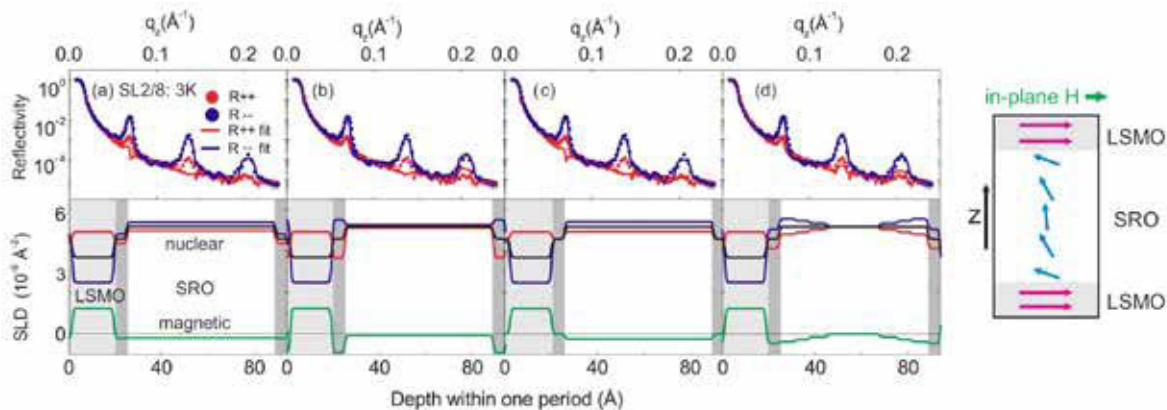 q_z(Å⁻¹) q_z(Å⁻¹) q_z(Å⁻¹) q_z(Å⁻¹)
0.0 0.1 0.2 0.0 0.1 0.2 0.0 0.1 0.2 0.0 0.1 0.2
(a) SL2/8: 3K (b) (c) (d)
R++
R--
R++ fit
R-- fit
Reflectivity
10⁰
10⁻²
10⁻⁴
SLD (10⁻⁶ Å⁻²)
6
3
0
nuclear
LSMO SRO
magnetic
0 40 80 0 40 80 0 40 80 0 40 80
Depth within one period (Å)
in-plane H
LSMO
Z
SRO
LSMO